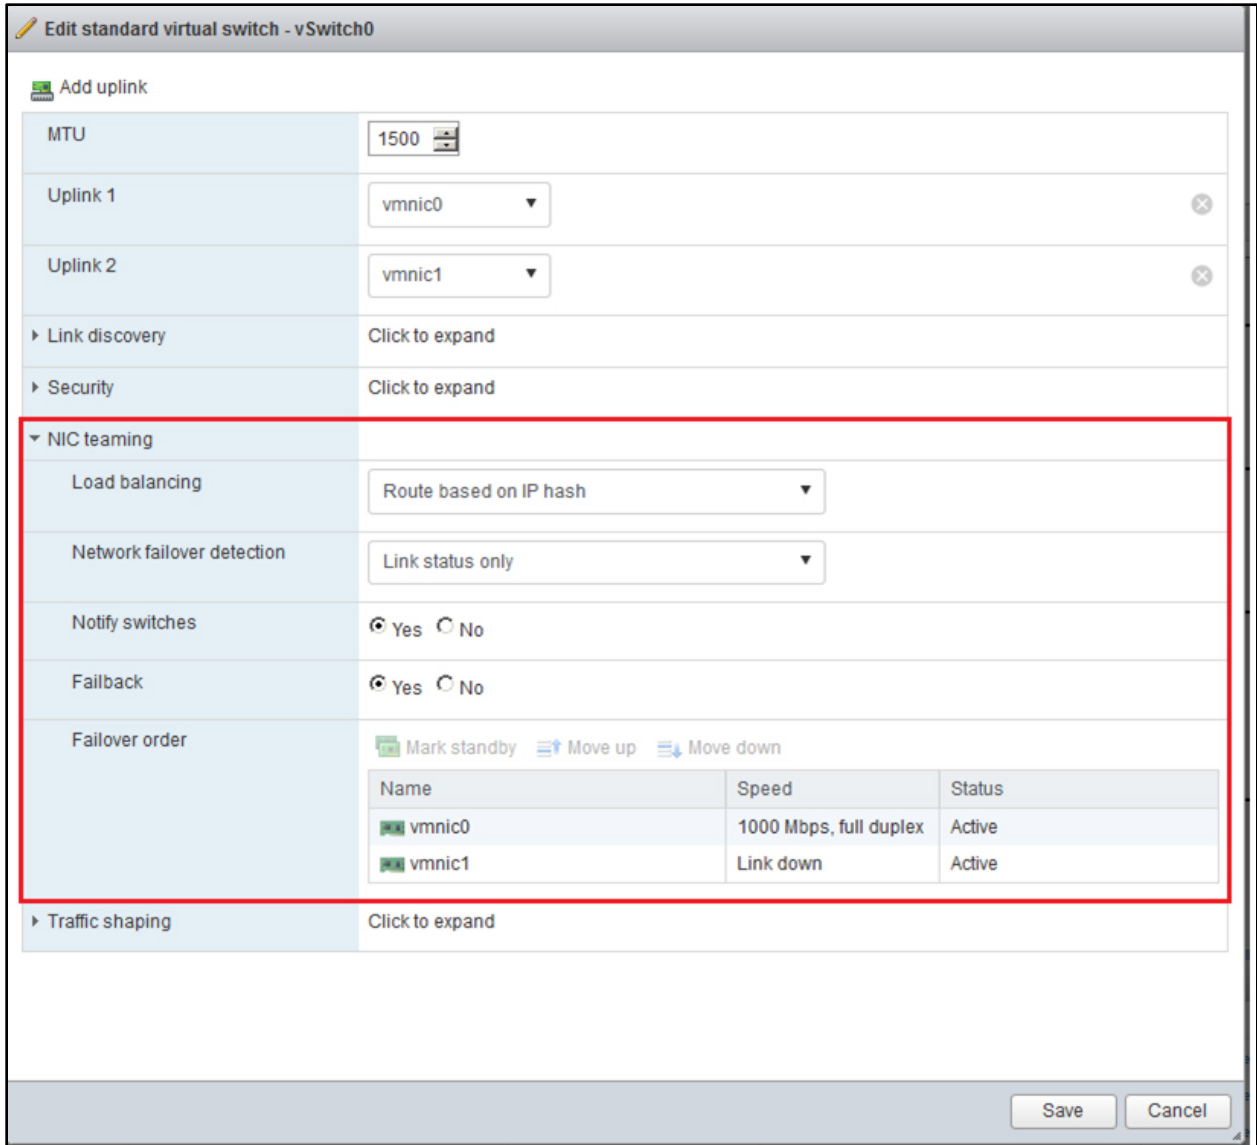 Edit standard virtual switch - vSwitch0
Add uplink
MTU 1500
Uplink 1 vmnic0
Uplink 2 vmnic1
Link discovery Click to expand
Security Click to expand
NIC teaming
Load balancing Route based on IP hash
Network failover detection Link status only
Notify switches Yes No
Failback Yes No
Failover order Mark standby Move up Move down
Name Speed Status
vmnic0 1000 Mbps, full duplex Active
vmnic1 Link down Active
Traffic shaping Click to expand
Save Cancel